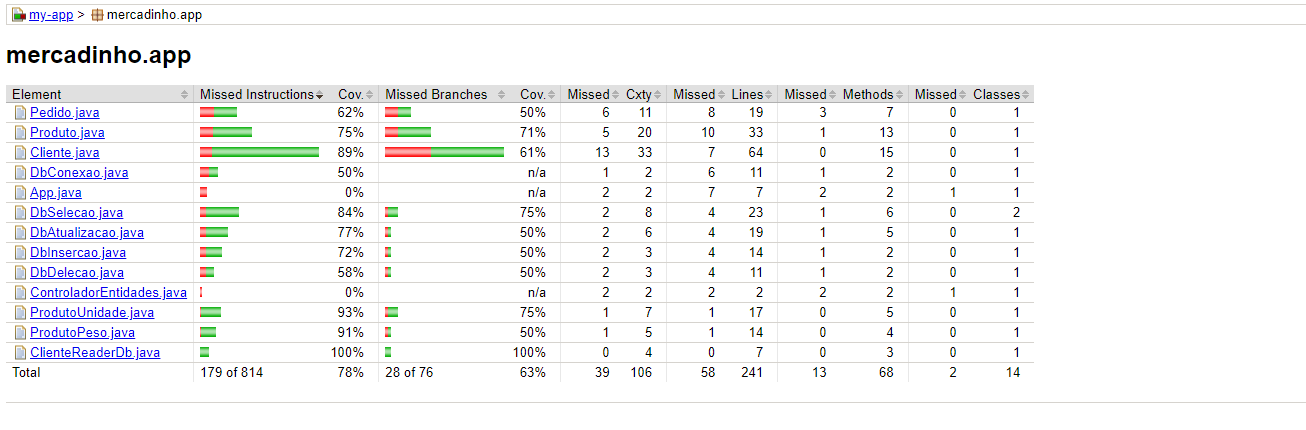 my-app > mercadinho.app
mercadinho.app
Element Missed Instructions Cov. Missed Branches Cov. Missed Cxty Missed Lines Missed Methods Missed Classes
Pedido.java 62% 50% 6 11 8 19 3 7 0 1
Produto.java 75% 71% 5 20 10 33 1 13 0 1
Cliente.java 89% 61% 13 33 7 64 0 15 0 1
DbConexao.java 50% n/a 1 2 6 11 1 2 0 1
App.java 0% n/a 2 2 7 7 2 2 1 1
DbSelecao.java 84% 75% 2 8 4 23 1 6 0 2
DbAtualizacao.java 77% 50% 2 6 4 19 1 5 0 1
DbInsercao.java 72% 50% 2 3 4 14 1 2 0 1
DbDelecao.java 58% 50% 2 3 4 11 1 2 0 1
ControladorEntidades.java 0% n/a 2 2 2 2 2 2 1 1
ProdutoUnidade.java 93% 75% 1 7 1 17 0 5 0 1
ProdutoPeso.java 91% 50% 1 5 1 14 0 4 0 1
ClienteReaderDb.java 100% 100% 0 4 0 7 0 3 0 1
Total 179 of 814 78% 28 of 76 63% 39 106 58 241 13 68 2 14